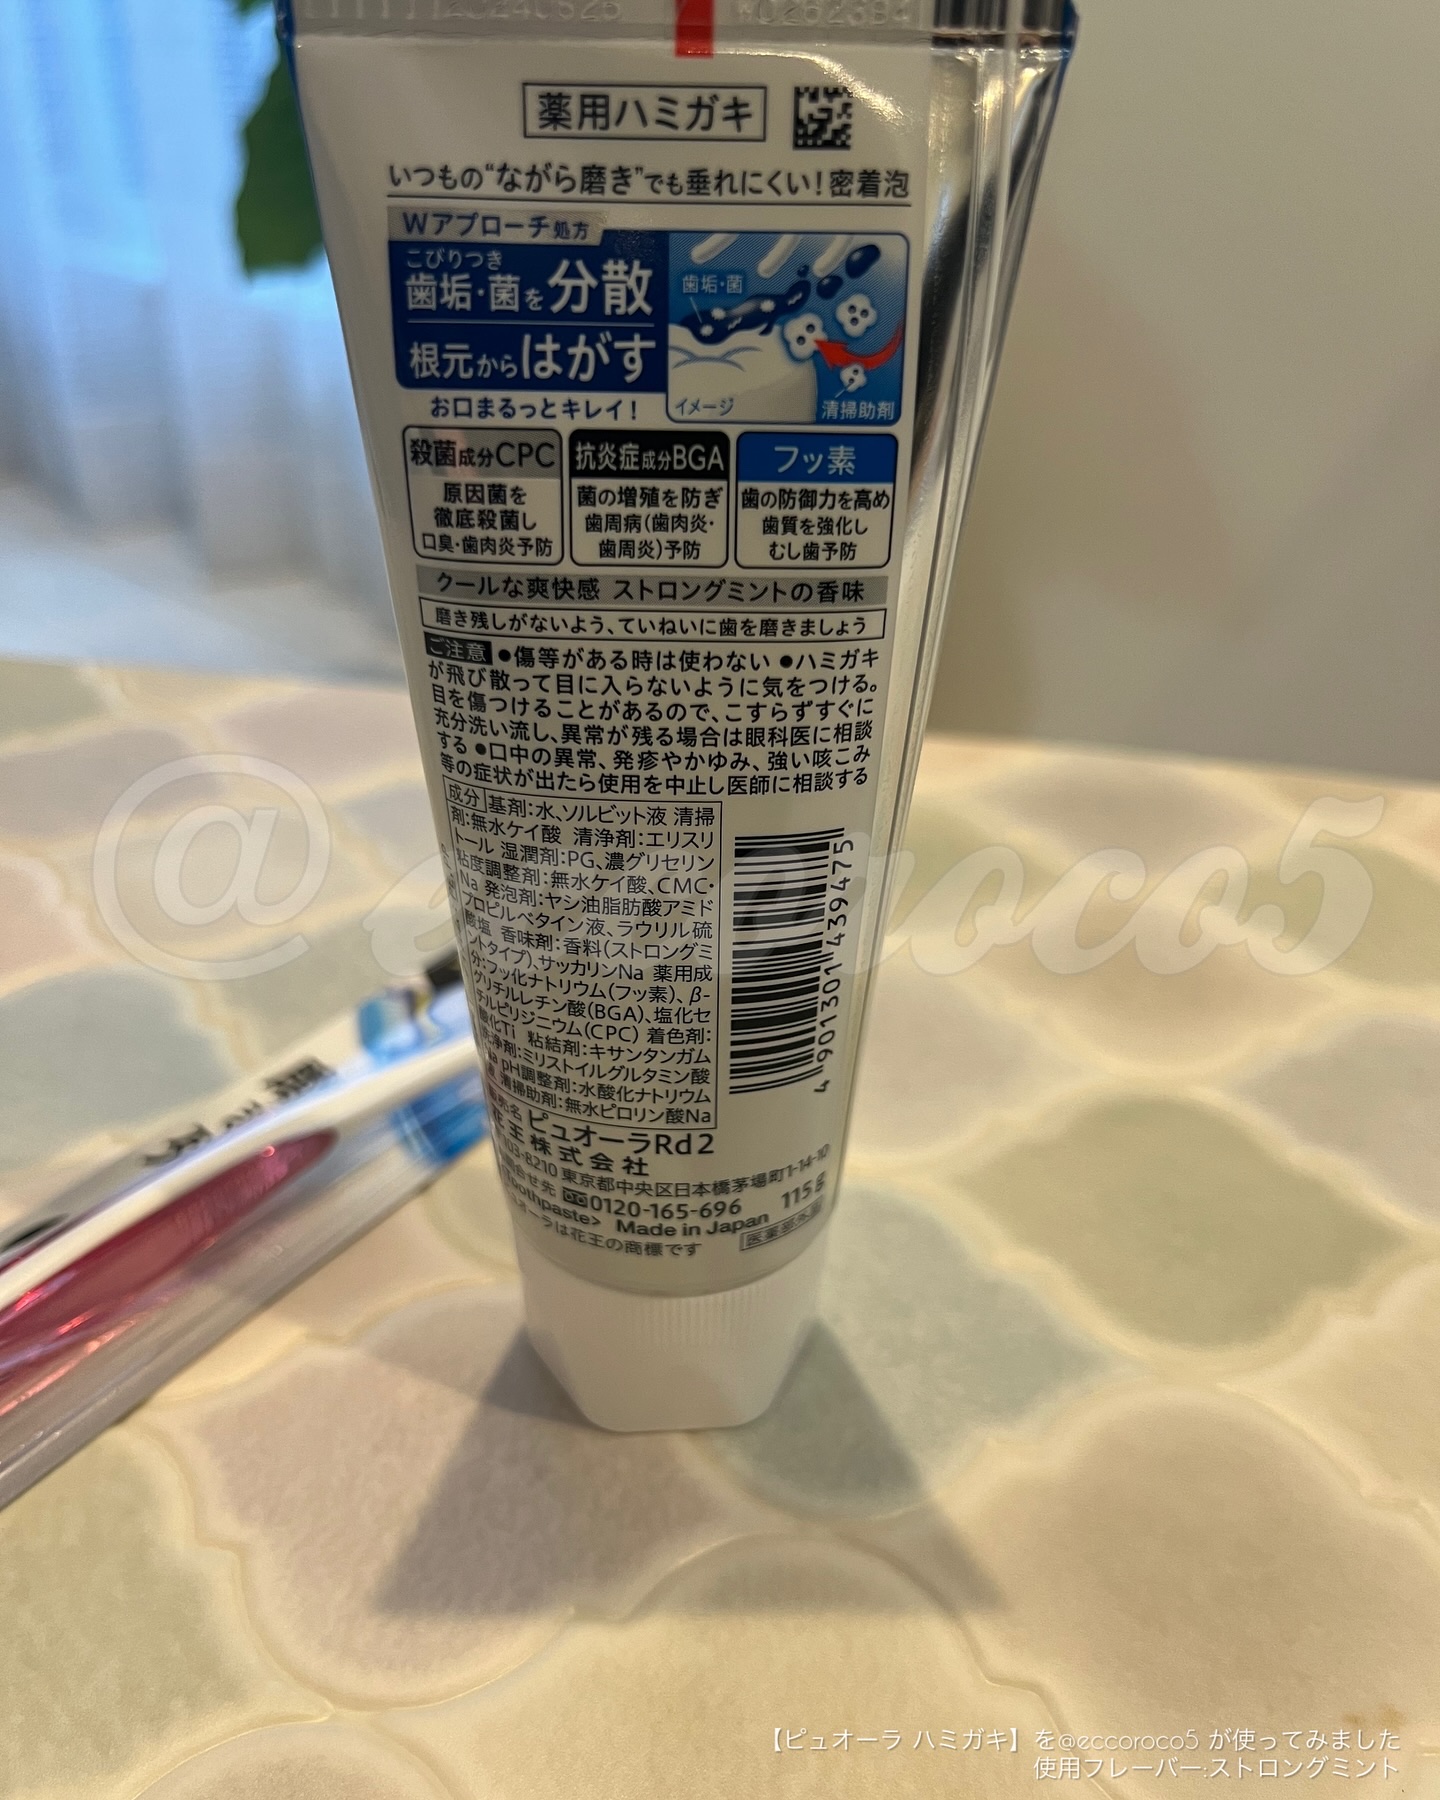 20240526
薬用ハミガキ
いつもの“ながら磨き”でも垂れにくい！密着泡
Wアプローチ処方
こびりつき
歯垢・菌を分散
根元からはがす
お口まるっとキレイ！
歯垢・菌
イメージ
清掃助剤
殺菌成分CPC
原因菌を
徹底殺菌し
口臭・歯肉炎予防
抗炎症成分BGA
菌の増殖を防ぎ
歯周病（歯肉炎・
歯周炎）予防
フッ素
歯の防御力を高め
歯質を強化し
むし歯予防
クールな爽快感 ストロングミントの香味
磨き残しがないよう、ていねいに歯を磨きましょう
ご注意 ●傷等がある時は使わない ●ハミガキ
が飛び散って目に入らないように気をつける。
目を傷つけることがあるので、こすらずすぐに
充分洗い流し、異常が残る場合は眼科医に相談
する ●口中の異常、発疹やかゆみ、強い咳こみ
等の症状が出たら使用を中止し医師に相談する
成分 基剤：水、ソルビット液 清掃
剤：無水ケイ酸 清浄剤：エリスリ
トール 湿潤剤：PG、濃グリセリン
粘度調整剤：無水ケイ酸、CMC・
Na 発泡剤：ヤシ油脂肪酸アミド
プロピルベタイン液、ラウリル硫
酸塩 香味剤：香料（ストロングミ
ントタイプ）、サッカリンNa 薬用成
分：フッ化ナトリウム（フッ素）、β-
グリチルレチン酸（BGA）、塩化セ
チルピリジニウム（CPC） 着色剤：
酸化Ti 粘結剤：キサンタンガム
洗浄剤：ミリストイルグルタミン酸
pH調整剤：水酸化ナトリウム
清掃助剤：無水ピロリン酸Na
4 901301 439475
ピュオーラRd2
花王株式会社
103-8210 東京都中央区日本橋茅場町1-14-10
0120-165-696 115g
Toothpaste> Made in Japan 医薬部外品
オーラは花王の商標です
@eccoroco5
【ピュオーラ ハミガキ】を@eccoroco5 が使ってみました
使用フレーバー:ストロングミント